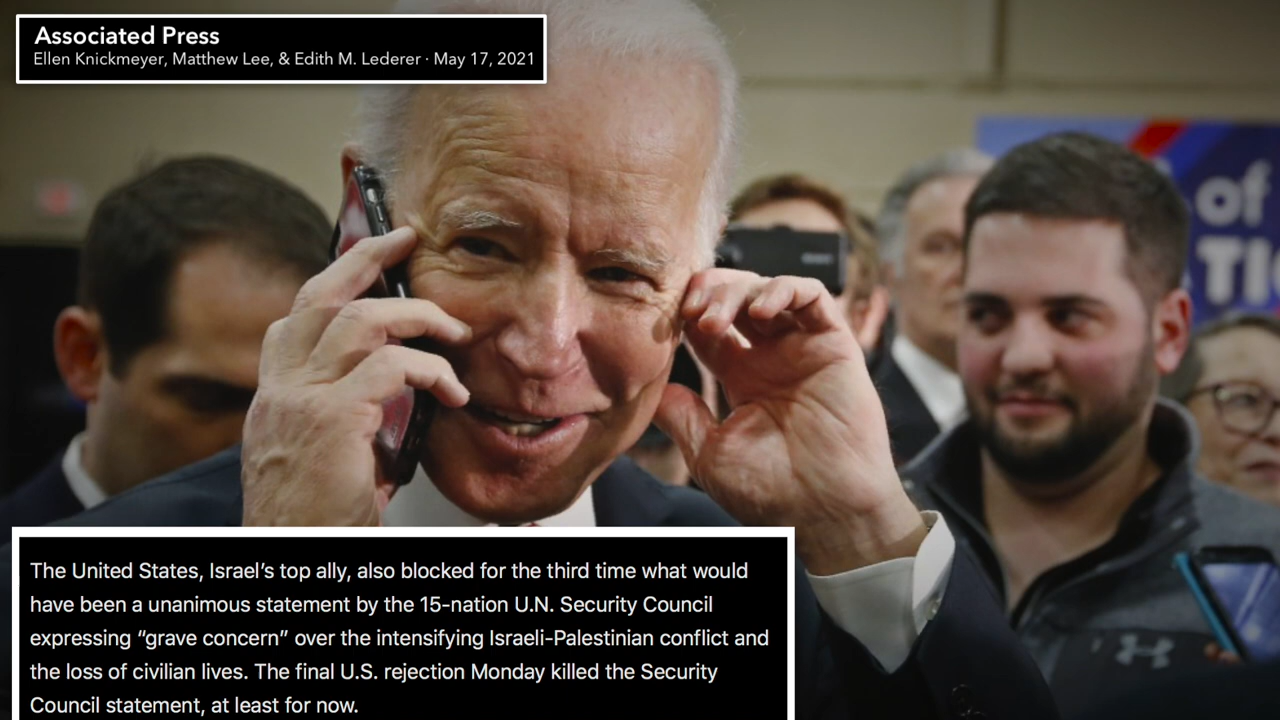 Associated Press
Ellen Knickmeyer, Matthew Lee, & Edith M. Lederer · May 17, 2021
of
The United States, Israel’s top ally, also blocked for the third time what would
have been a unanimous statement by the 15-nation U.N. Security Council
expressing “grave concern” over the intensifying Israeli-Palestinian conflict and
the loss of civilian lives. The final U.S. rejection Monday killed the Security
Council statement, at least for now.